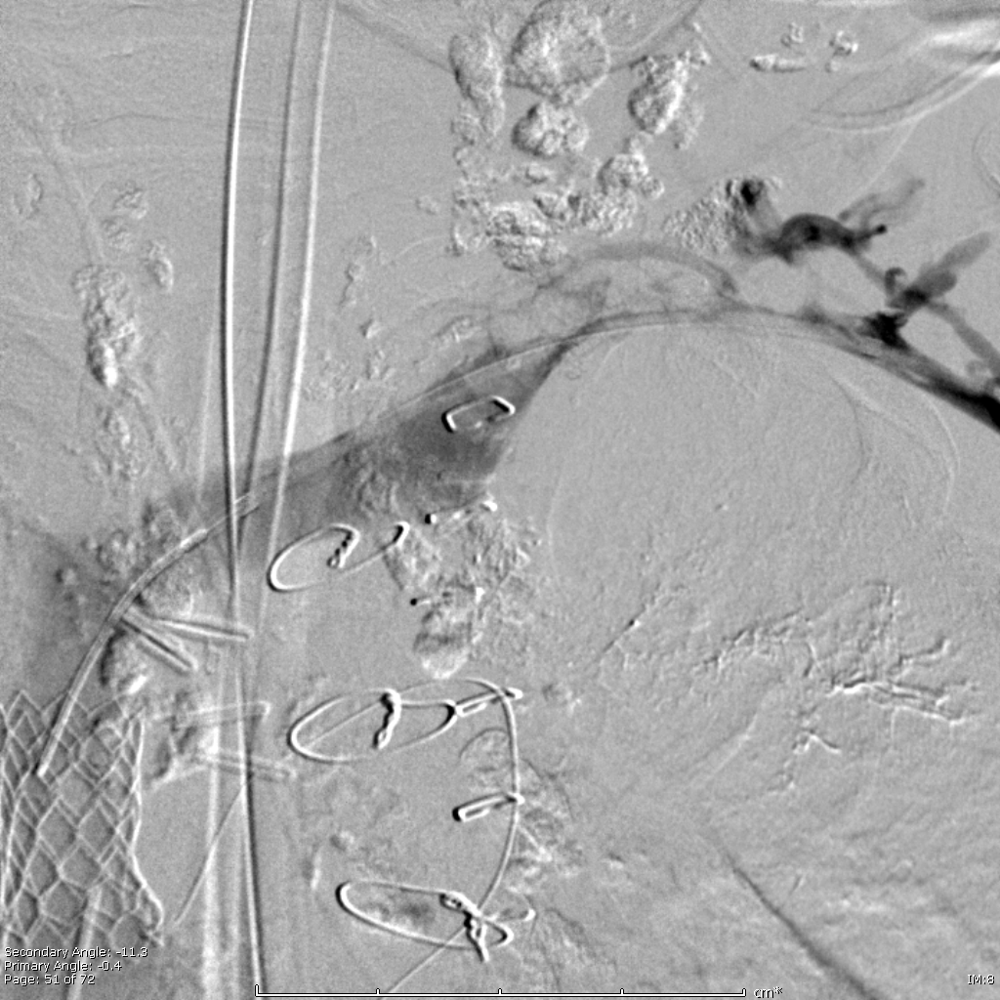 Secondary Angle: -11.3
Primary Angle: -0.4
Page: 51 of 72
IM:8
cm*